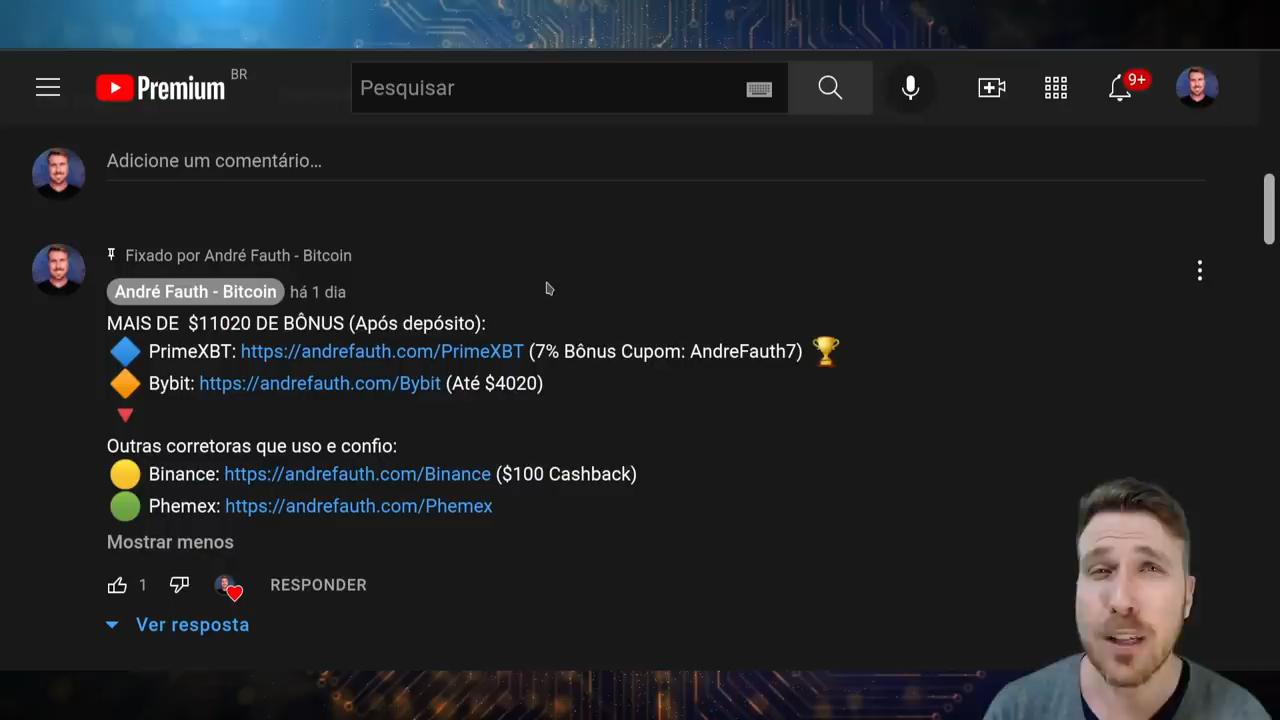 Premium BR
Pesquisar
9+
Adicione um comentário...
Fixado por André Fauth - Bitcoin
André Fauth - Bitcoin há 1 dia
MAIS DE $11020 DE BÔNUS (Após depósito):
PrimeXBT: https://andrefauth.com/PrimeXBT (7% Bônus Cupom: AndreFauth7)
Bybit: https://andrefauth.com/Bybit (Até $4020)
Outras corretoras que uso e confio:
Binance: https://andrefauth.com/Binance ($100 Cashback)
Phemex: https://andrefauth.com/Phemex
Mostrar menos
1 RESPONDER
Ver resposta